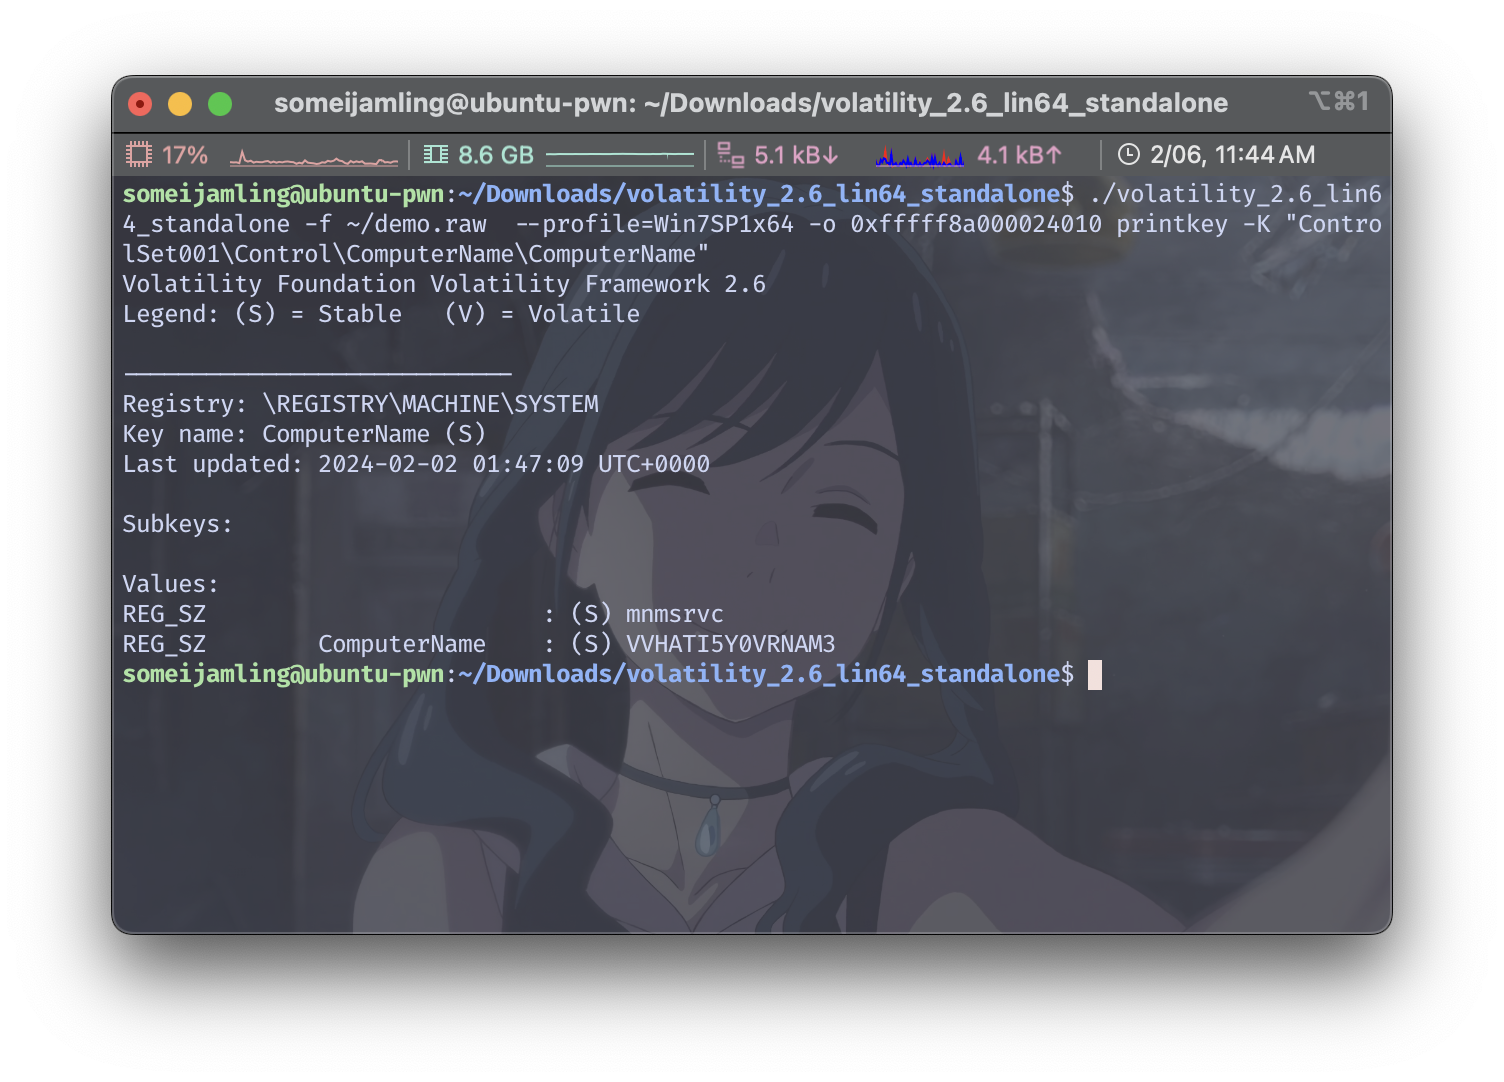 someijamling@ubuntu-pwn: ~/Downloads/volatility_2.6_lin64_standalone ⌥⌘1
17% 8.6 GB 5.1 kB↓ 4.1 kB↑ 2/06, 11:44 AM
someijamling@ubuntu-pwn:~/Downloads/volatility_2.6_lin64_standalone$ ./volatility_2.6_lin6
4_standalone -f ~/demo.raw  --profile=Win7SP1x64 -o 0xfffff8a000024010 printkey -K "Contro
lSet001\Control\ComputerName\ComputerName"
Volatility Foundation Volatility Framework 2.6
Legend: (S) = Stable   (V) = Volatile
----------------------------
Registry: \REGISTRY\MACHINE\SYSTEM
Key name: ComputerName (S)
Last updated: 2024-02-02 01:47:09 UTC+0000
Subkeys:
Values:
REG_SZ                        : (S) mnmsrvc
REG_SZ        ComputerName    : (S) VVHATI5Y0VRNAM3
someijamling@ubuntu-pwn:~/Downloads/volatility_2.6_lin64_standalone$